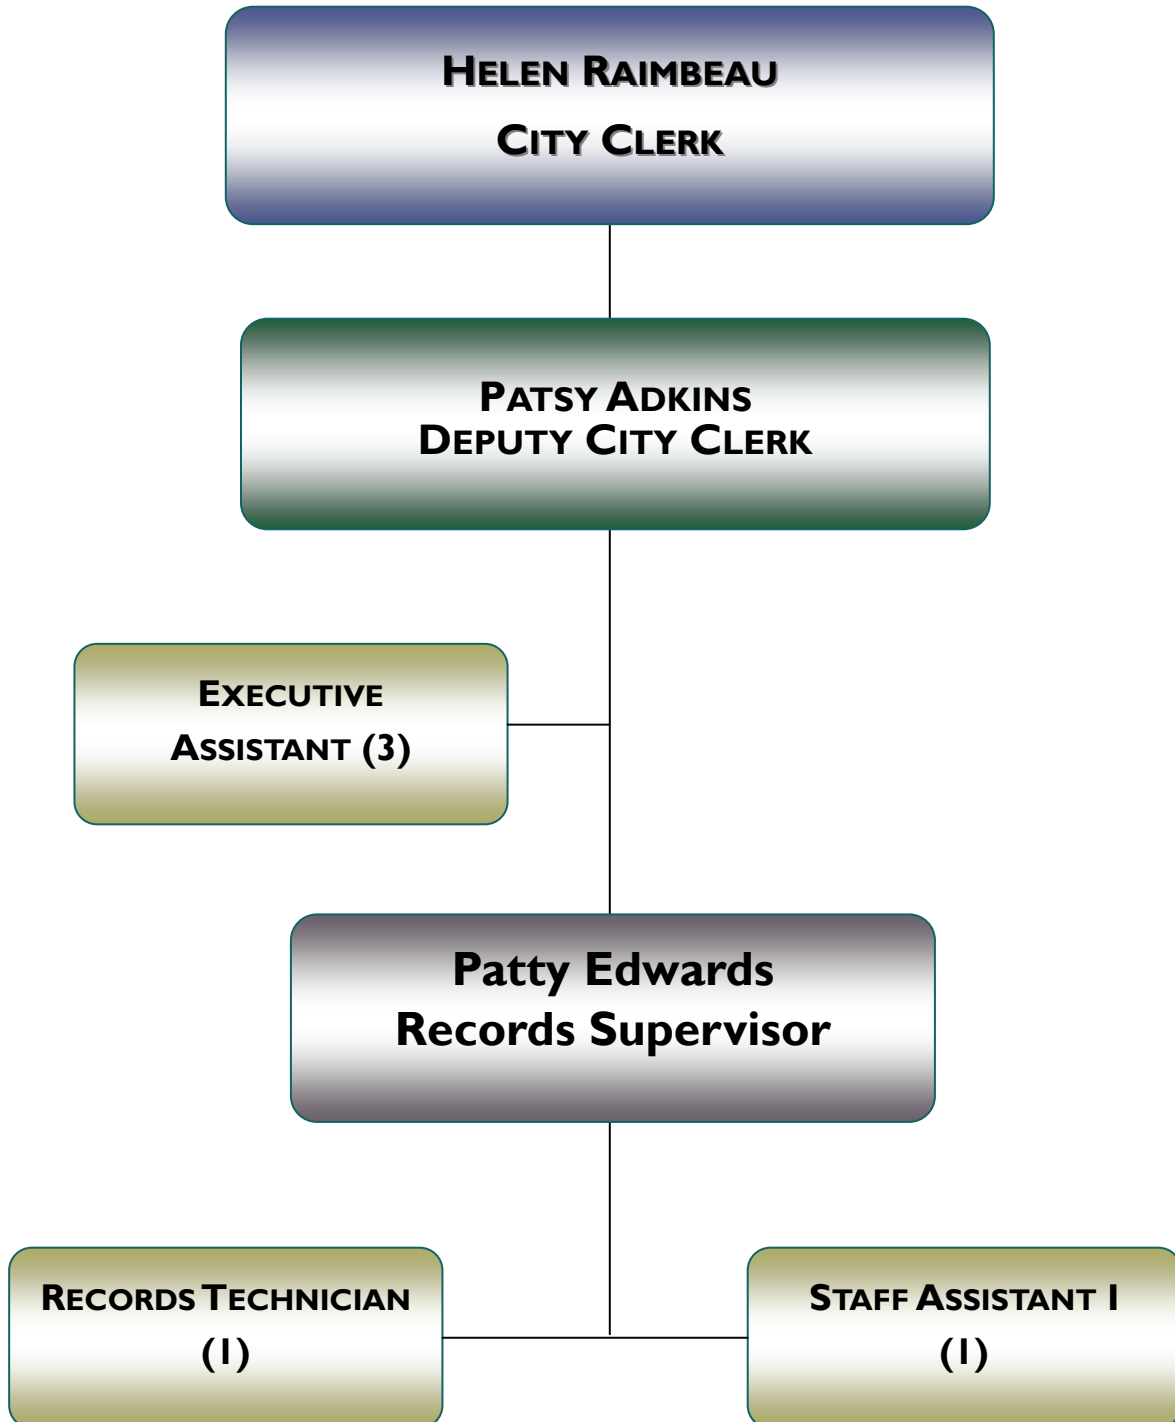 HELEN RAIMBEAU
CITY CLERK
PATSY ADKINS
DEPUTY CITY CLERK
EXECUTIVE
ASSISTANT (3)
Patty Edwards
Records Supervisor
RECORDS TECHNICIAN
(1)
STAFF ASSISTANT I
(1)